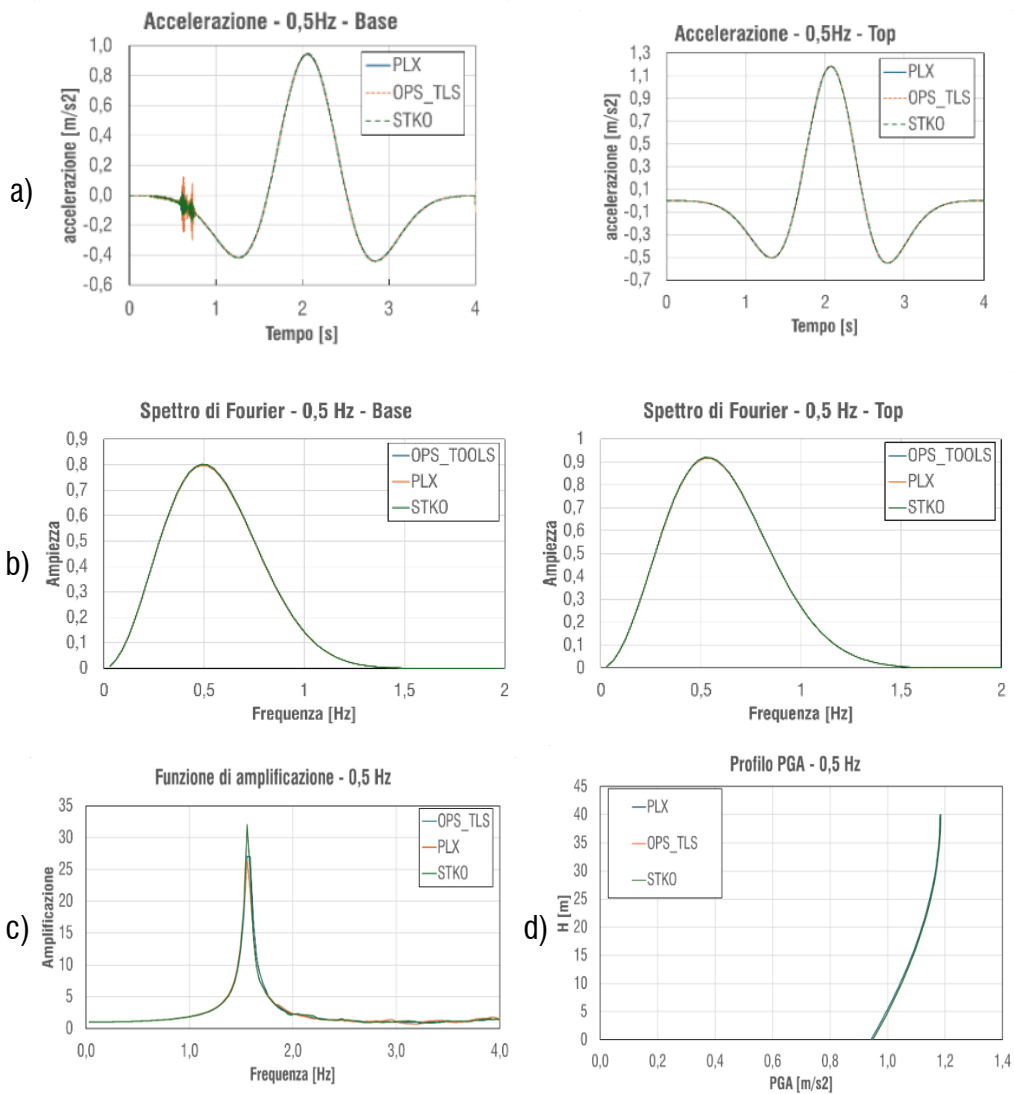 a)
Accelerazione - 0,5Hz - Base
accelerazione [m/s2]
1,0
0,8
0,6
0,4
0,2
0,0
-0,2
-0,4
-0,6
PLX
OPS_TLS
STKO
0 1 2 3 4
Tempo [s]
Accelerazione - 0,5Hz - Top
accelerazione [m/s2]
1,3
1,1
0,9
0,7
0,5
0,3
0,1
-0,1
-0,3
-0,5
-0,7
PLX
OPS_TLS
STKO
0 1 2 3 4
Tempo [s]
b)
Spettro di Fourier - 0,5 Hz - Base
Ampiezza
0,9
0,8
0,7
0,6
0,5
0,4
0,3
0,2
0,1
0
OPS_TOOLS
PLX
STKO
0 0,5 1 1,5 2
Frequenza [Hz]
Spettro di Fourier - 0,5 Hz - Top
Ampiezza
1
0,9
0,8
0,7
0,6
0,5
0,4
0,3
0,2
0,1
0
OPS_TOOLS
PLX
STKO
0 0,5 1 1,5 2
Frequenza [Hz]
c)
Funzione di amplificazione - 0,5 Hz
Amplificazione
35
30
25
20
15
10
5
0
OPS_TLS
PLX
STKO
0,0 1,0 2,0 3,0 4,0
Frequenza [Hz]
d)
Profilo PGA - 0,5 Hz
H [m]
45
40
35
30
25
20
15
10
5
0
PLX
OPS_TLS
STKO
0,0 0,2 0,4 0,6 0,8 1,0 1,2 1,4
PGA [m/s2]